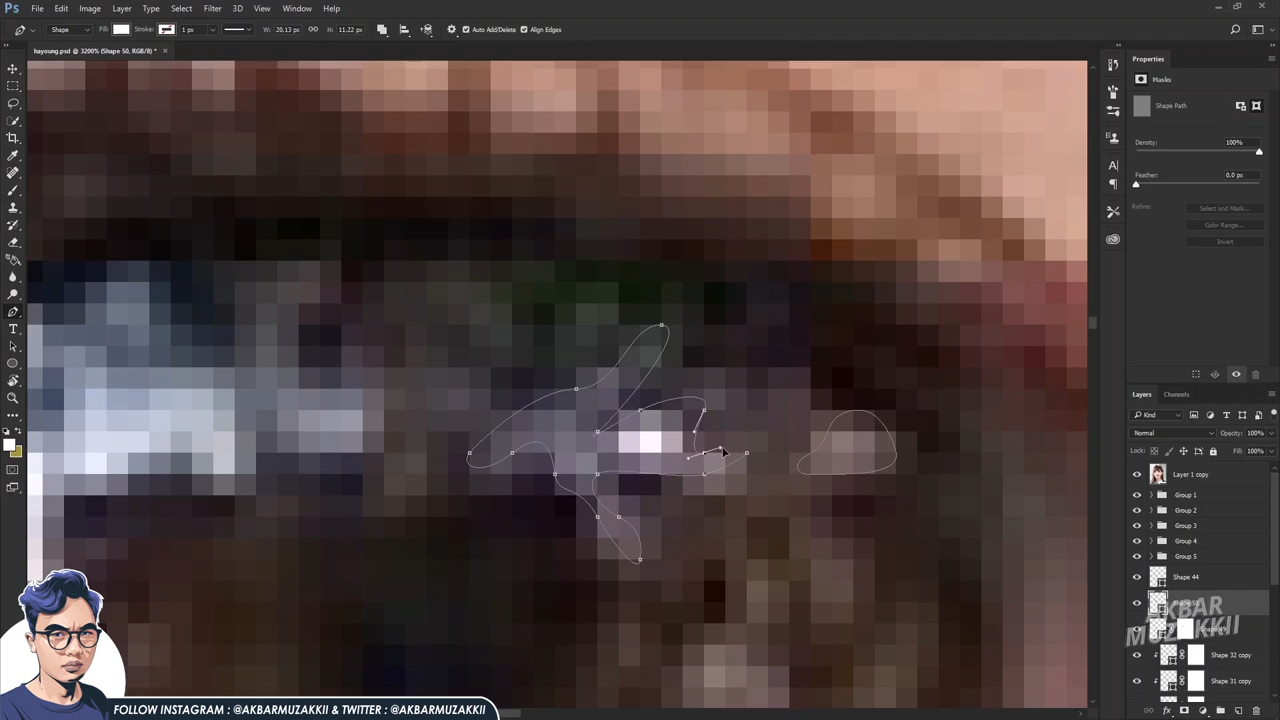 Ps File Edit Image Layer Type Select Filter 3D View Window Help
Shape Fill: Stroke: 1 px W: 20.13 px H: 11.22 px Auto Add/Delete Align Edges
huyoung.psd @ 3200% (Shape 50, RGB/8) *
Properties
Masks
Shape Path
Density: 100%
Feather: 0.0 px
Refine: Select and Mask...
Color Range...
Invert
Layers Channels
Kind
Normal Opacity: 100%
Lock: Fill: 100%
Layer 1 copy
Group 1
Group 2
Group 3
Group 4
Group 5
Shape 44
AKBAR
MUZAKKII
Shape 32 copy
Shape 31 copy
FOLLOW INSTAGRAM : @AKBARMUZAKKII & TWITTER : @AKBARMUZAKKII